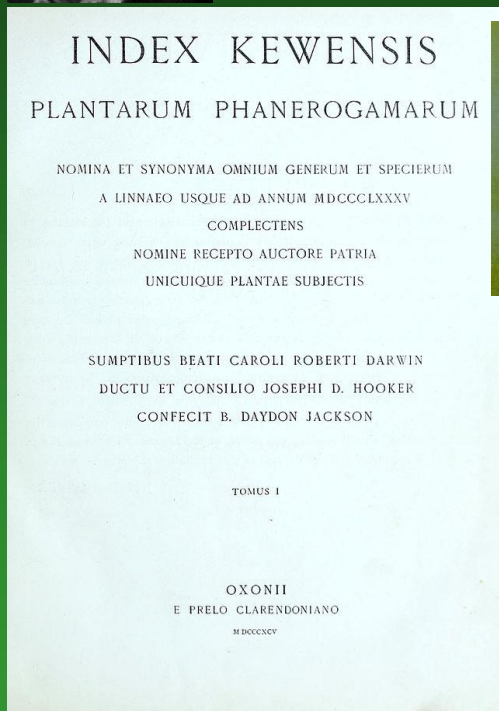 INDEX KEWENSIS
PLANTARUM PHANEROGAMARUM
NOMINA ET SYNONYMA OMNIUM GENERUM ET SPECIERUM
A LINNAEO USQUE AD ANNUM MDCCCLXXXV
COMPLECTENS
NOMINE RECEPTO AUCTORE PATRIA
UNICUIQUE PLANTAE SUBJECTIS
SUMPTIBUS BEATI CAROLI ROBERTI DARWIN
DUCTU ET CONSILIO JOSEPHI D. HOOKER
CONFECIT B. DAYDON JACKSON
TOMUS I
OXONII
E PRELO CLARENDONIANO
M DCCCXCV